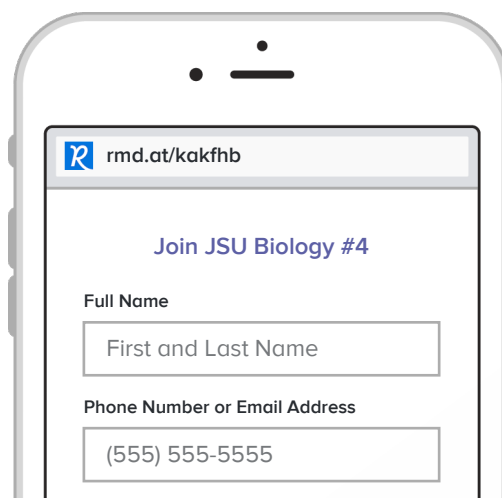 rmd.at/kakfhb
Join JSU Biology #4
Full Name
First and Last Name
Phone Number or Email Address
(555) 555-5555